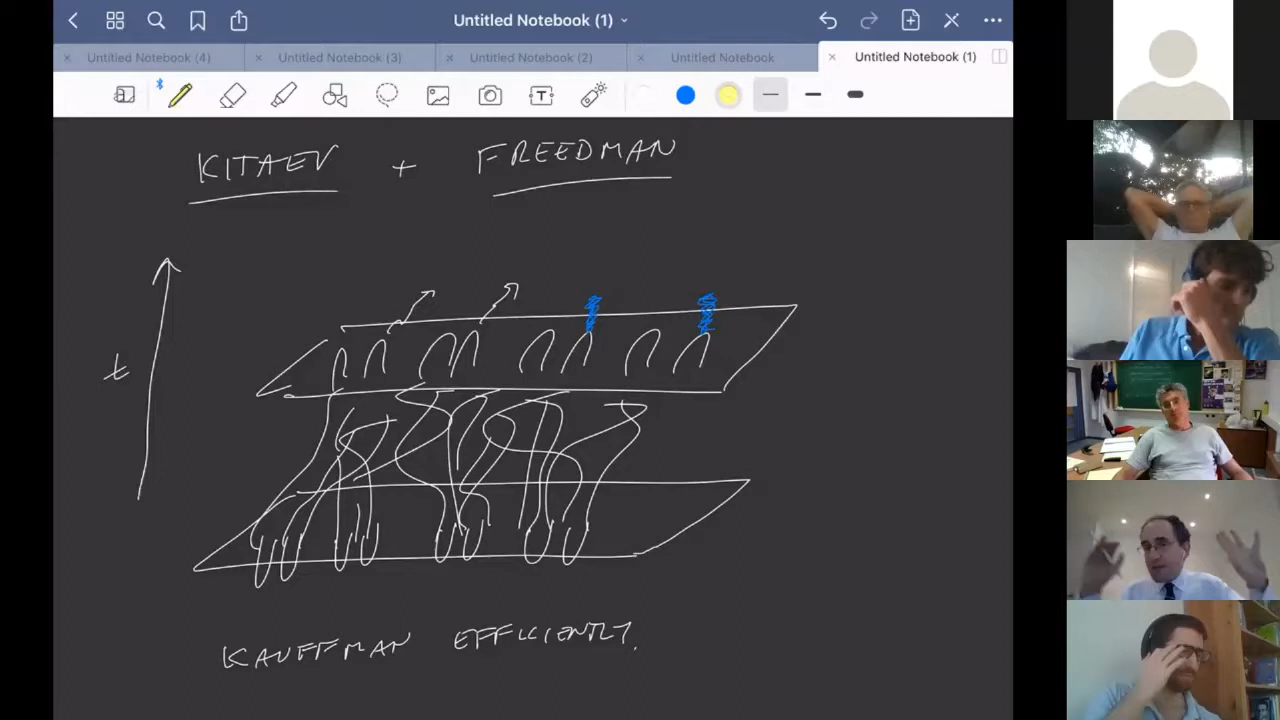 Untitled Notebook (1)
Untitled Notebook (4)
Untitled Notebook (3)
Untitled Notebook (2)
Untitled Notebook
Untitled Notebook (1)
T
KITAEV + FREEDMAN
t
KAUFFMAN EFFICIENTLY.